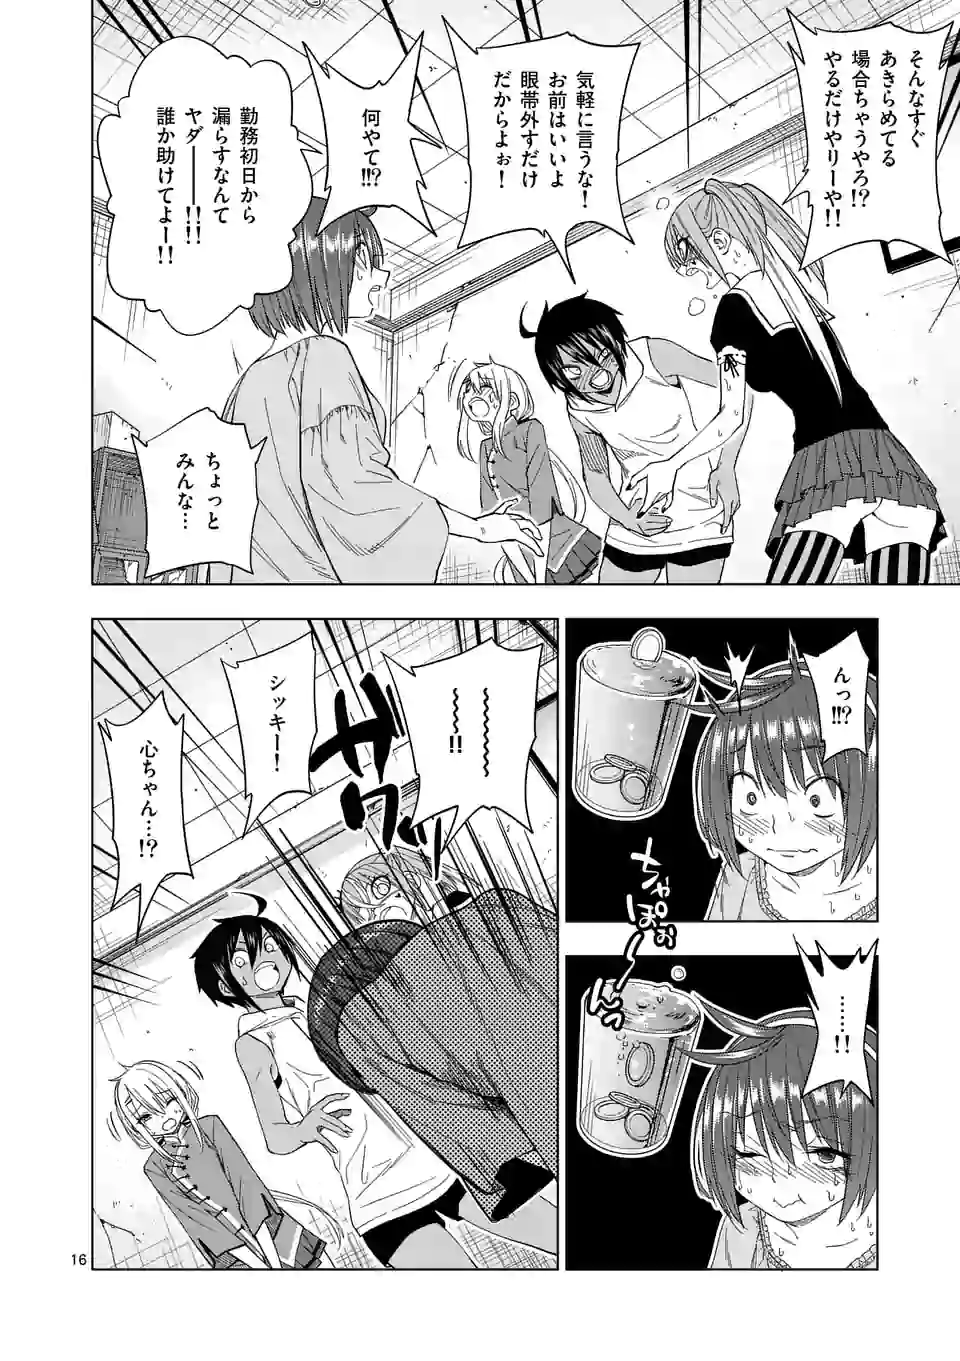 そんなすぐ
あきらめてる
場合ちゃうやろ!?
やるだけやりーや!!
気軽に言うな!
お前はいいよ
眼帯外すだけ
だからよぉ!
何やて!!?
勤務初日から
漏らすなんて
ヤダ――!!!
誰か助けてよー!!
ちょっと
みんな…
んっ!!?
ちゃぽぉ～んっ
……!!
～～～～!!
ガクッ
シッキー!
心ちゃん…!?
16